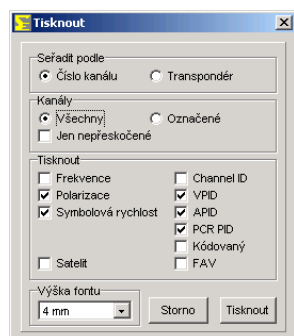 Tisknout
Seřadit podle
Číslo kanálu Transpondér
Kanály
Všechny Označené
Jen nepřeskočené
Tisknout
Frekvence Channel ID
Polarizace VPID
Symbolová rychlost APID
PCR PID
Kódovaný
Satelit FAV
Výška fontu
4 mm Storno Tisknout